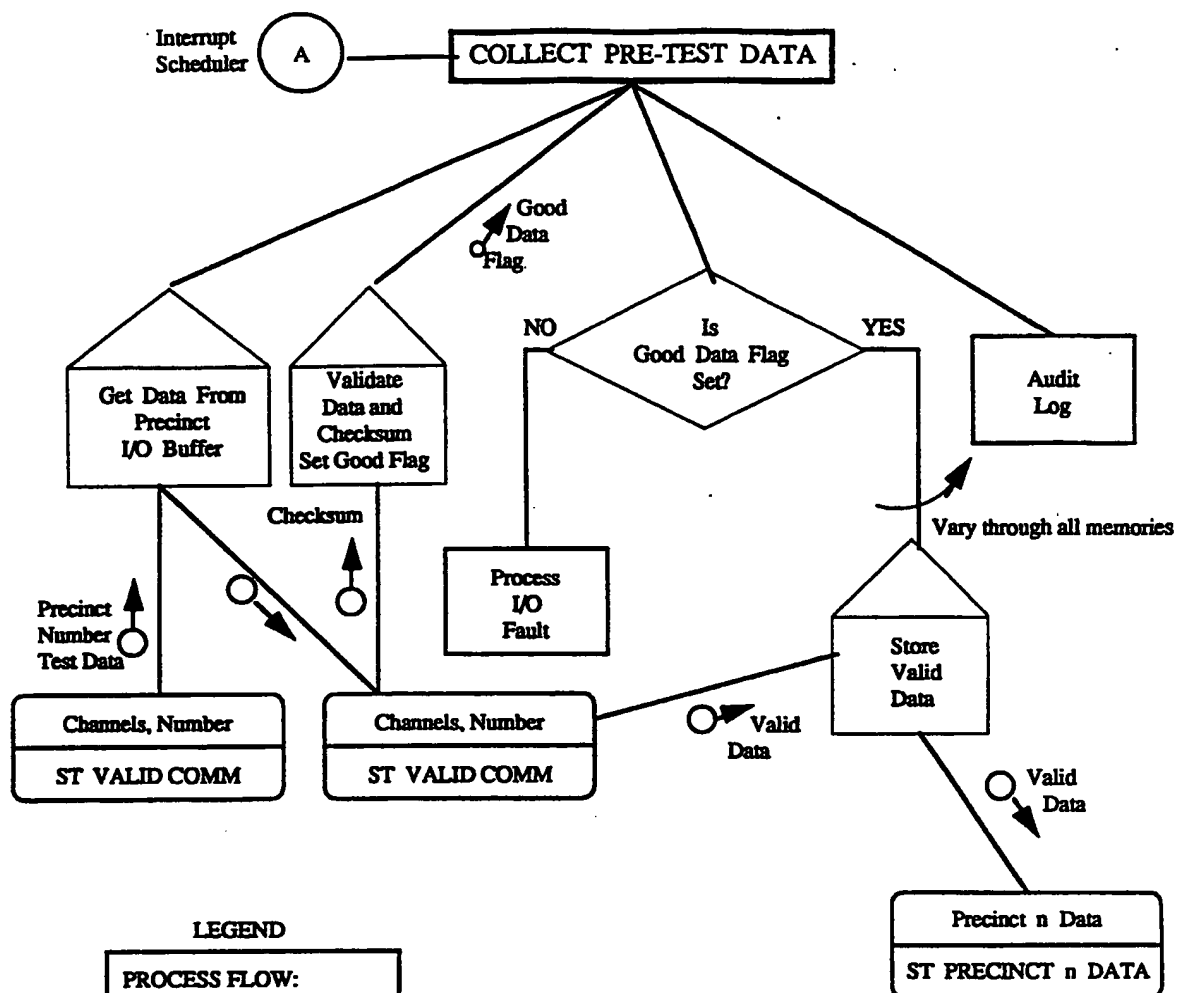 Interrupt
Scheduler
A
COLLECT PRE-TEST DATA
Good
Data
Flag.
NO
Is
Good Data Flag
Set?
YES
Audit
Log
Get Data From
Precinct
I/O Buffer
Validate
Data and
Checksum
Set Good Flag
Checksum
Vary through all memories
Process
I/O
Fault
Precinct
Number
Test Data
Store
Valid
Data
Channels, Number
ST VALID COMM
Channels, Number
ST VALID COMM
Valid
Data
Valid
Data
LEGEND
PROCESS FLOW:
Precinct n Data
ST PRECINCT n DATA